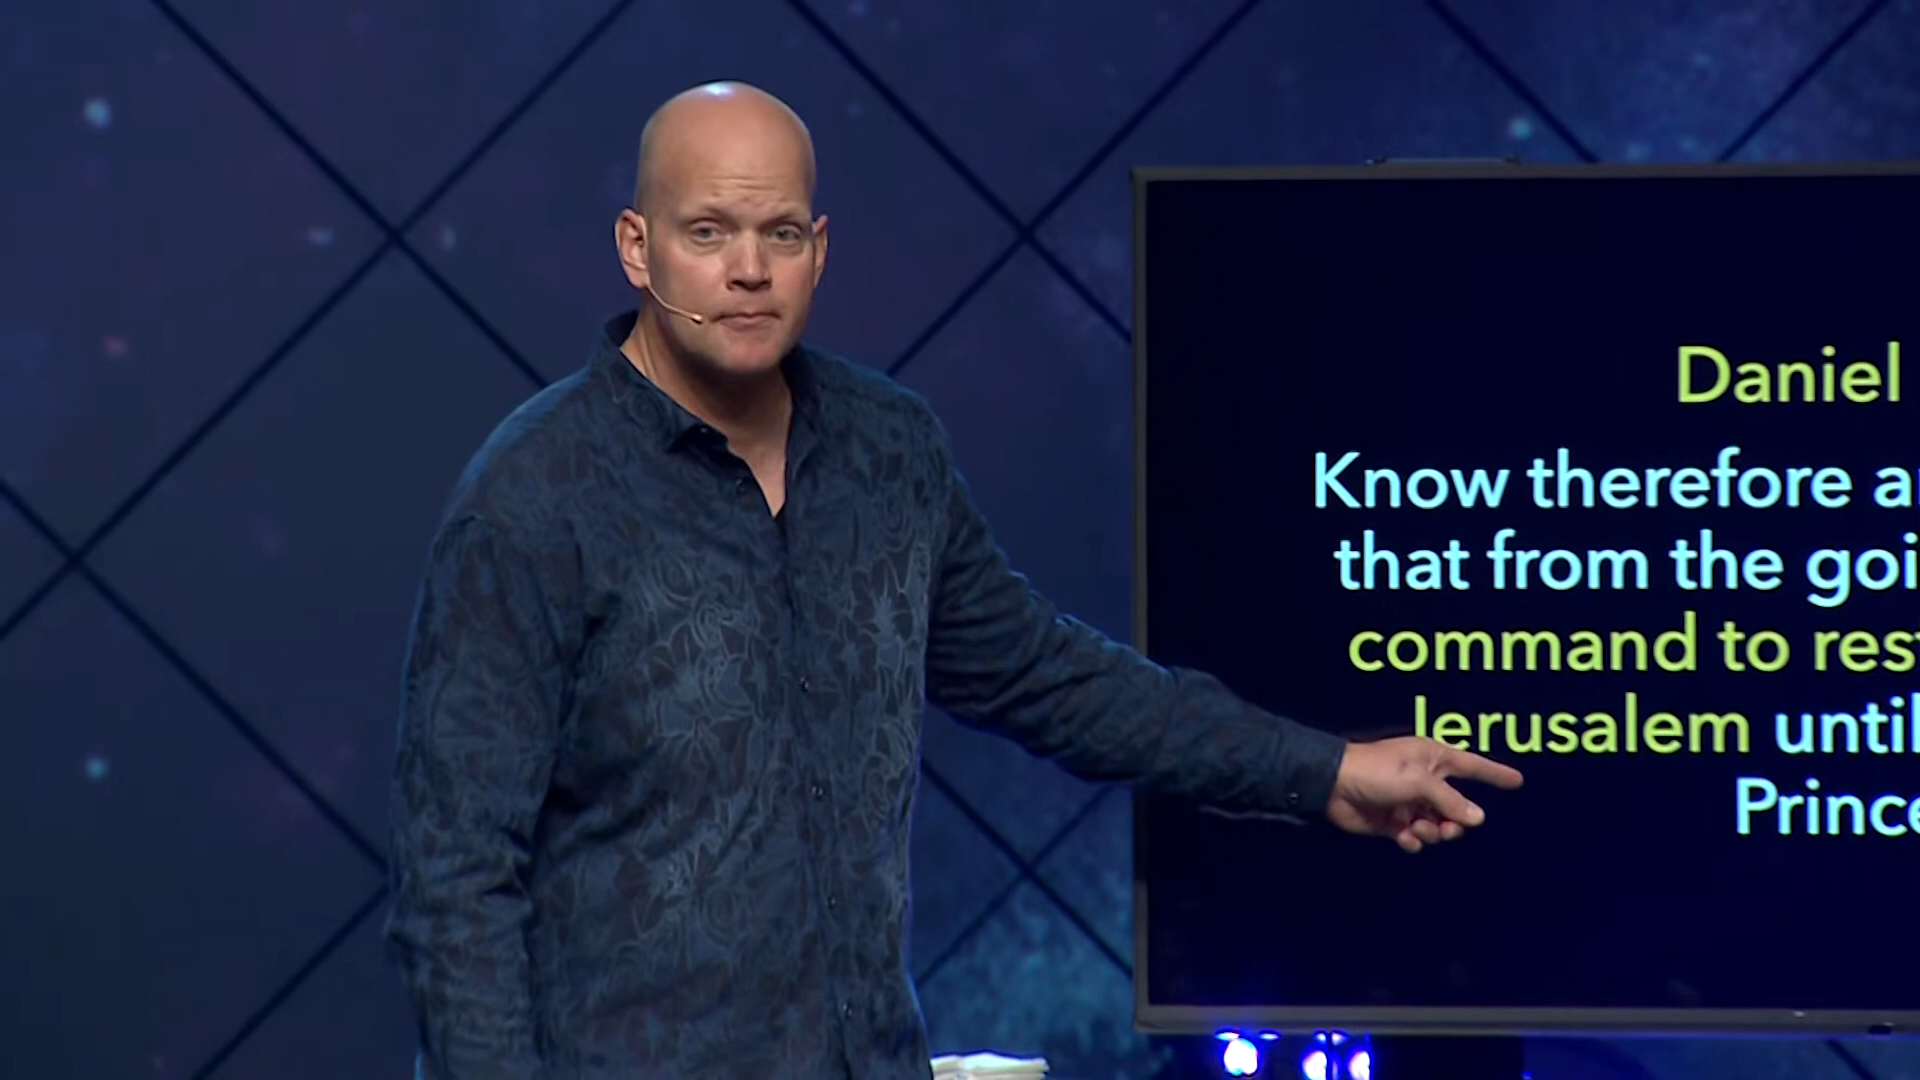 Daniel
Know therefore
that from the goi
command to res
Jerusalem until
Prince